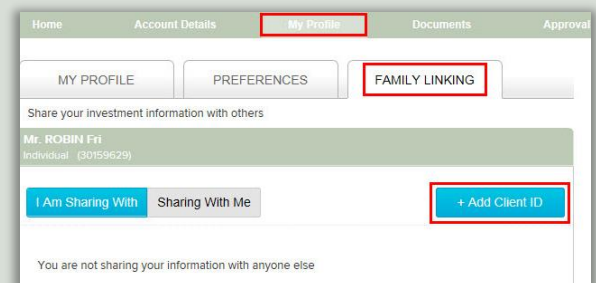 Home Account Details My Profile Documents Approval
MY PROFILE PREFERENCES FAMILY LINKING
Share your investment information with others
Mr. ROBIN Fri
Individual (30159629)
I Am Sharing With Sharing With Me + Add Client ID
You are not sharing your information with anyone else